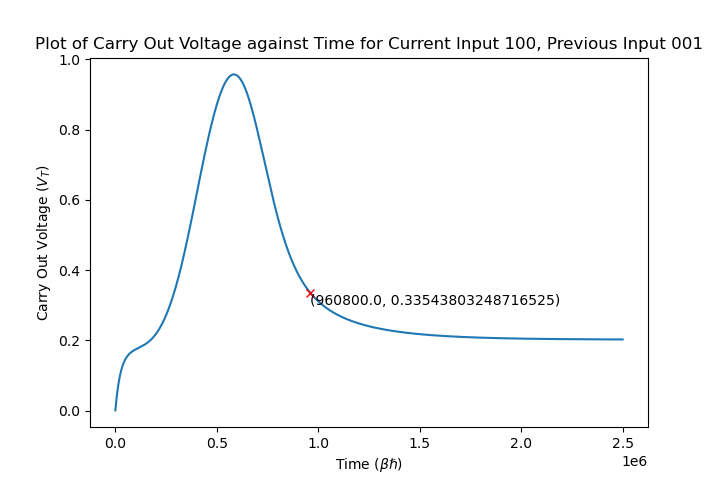 Plot of Carry Out Voltage against Time for Current Input 100, Previous Input 001
1.0
0.8
0.6
0.4
0.2
0.0
Carry Out Voltage (V_T)
(960800.0, 0.33543803248716525)
0.0 0.5 1.0 1.5 2.0 2.5
1e6
Time (βℏ)